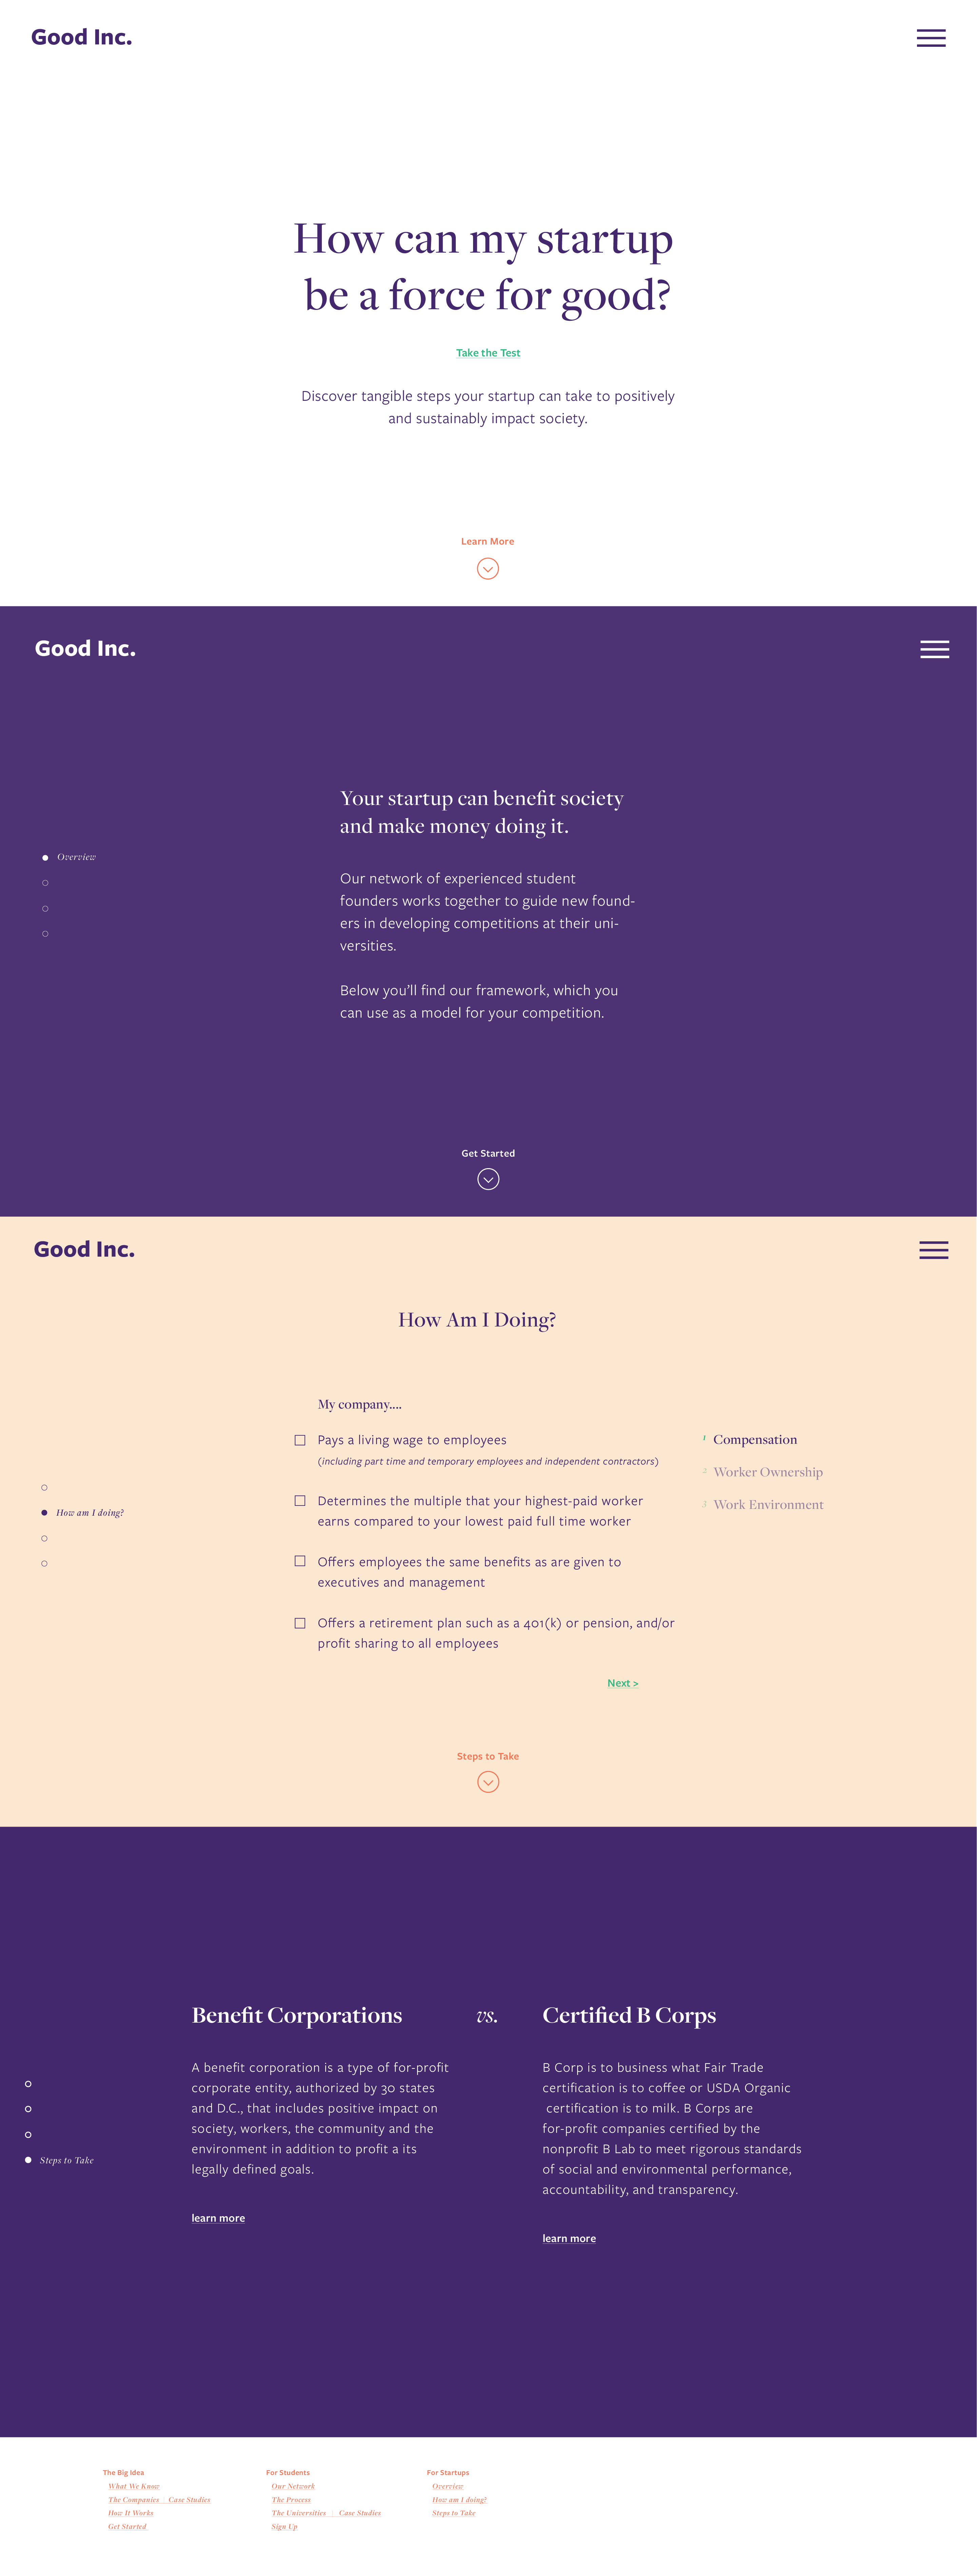 Good Inc.
How can my startup
be a force for good?
Take the Test
Discover tangible steps your startup can take to positively
and sustainably impact society.
Learn More
Good Inc.
Your startup can benefit society
and make money doing it.
Overview
Our network of experienced student
founders works together to guide new found-
ers in developing competitions at their uni-
versities.
Below you’ll find our framework, which you
can use as a model for your competition.
Get Started
Good Inc.
How Am I Doing?
My company....
Pays a living wage to employees
(including part time and temporary employees and independent contractors)
Determines the multiple that your highest-paid worker
earns compared to your lowest paid full time worker
Offers employees the same benefits as are given to
executives and management
Offers a retirement plan such as a 401(k) or pension, and/or
profit sharing to all employees
1 Compensation
2 Worker Ownership
3 Work Environment
How am I doing?
Next >
Steps to Take
Benefit Corporations
vs.
Certified B Corps
A benefit corporation is a type of for-profit
corporate entity, authorized by 30 states
and D.C., that includes positive impact on
society, workers, the community and the
environment in addition to profit a its
legally defined goals.
learn more
B Corp is to business what Fair Trade
certification is to coffee or USDA Organic
certification is to milk. B Corps are
for-profit companies certified by the
nonprofit B Lab to meet rigorous standards
of social and environmental performance,
accountability, and transparency.
learn more
Steps to Take
The Big Idea
What We Know
The Companies Case Studies
How It Works
Get Started
For Students
Our Network
The Process
The Universities Case Studies
Sign Up
For Startups
Overview
How am I doing?
Steps to Take